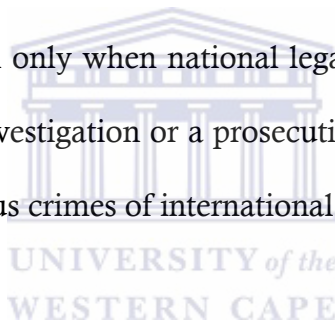 only when national lega
vestigation or a prosecuti
us crimes of international
UNIVERSITY of the
WESTERN CAPE